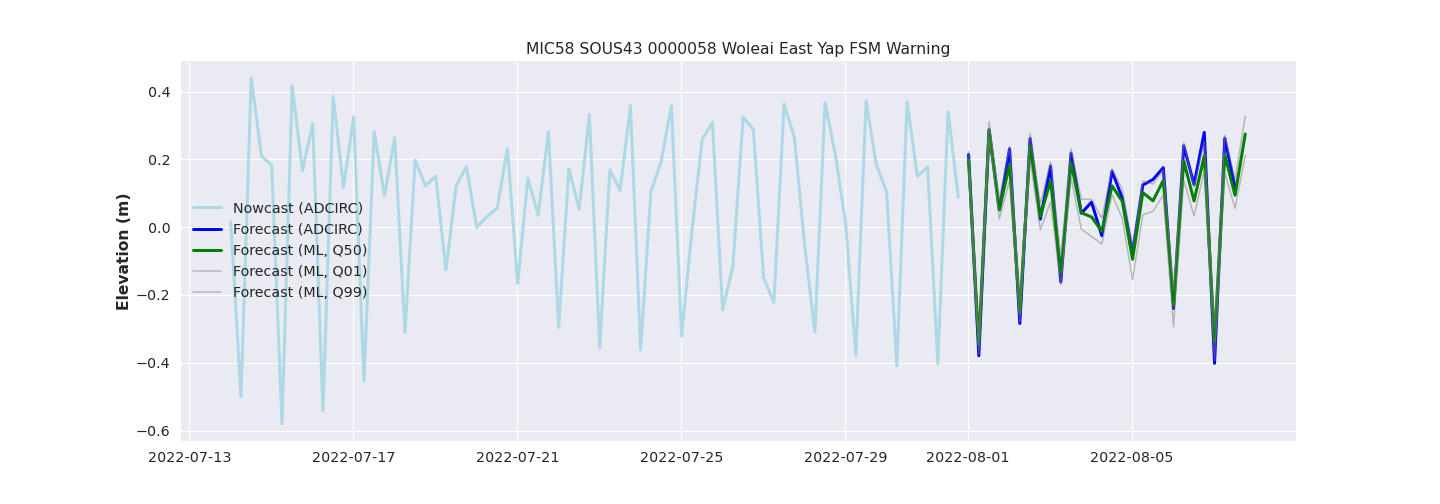 MIC58 SOUS43 0000058 Woleai East Yap FSM Warning
Elevation (m)
0.4
0.2
0.0
−0.2
−0.4
−0.6
Nowcast (ADCIRC)
Forecast (ADCIRC)
Forecast (ML, Q50)
Forecast (ML, Q01)
Forecast (ML, Q99)
2022-07-13 2022-07-17 2022-07-21 2022-07-25 2022-07-29 2022-08-01 2022-08-05